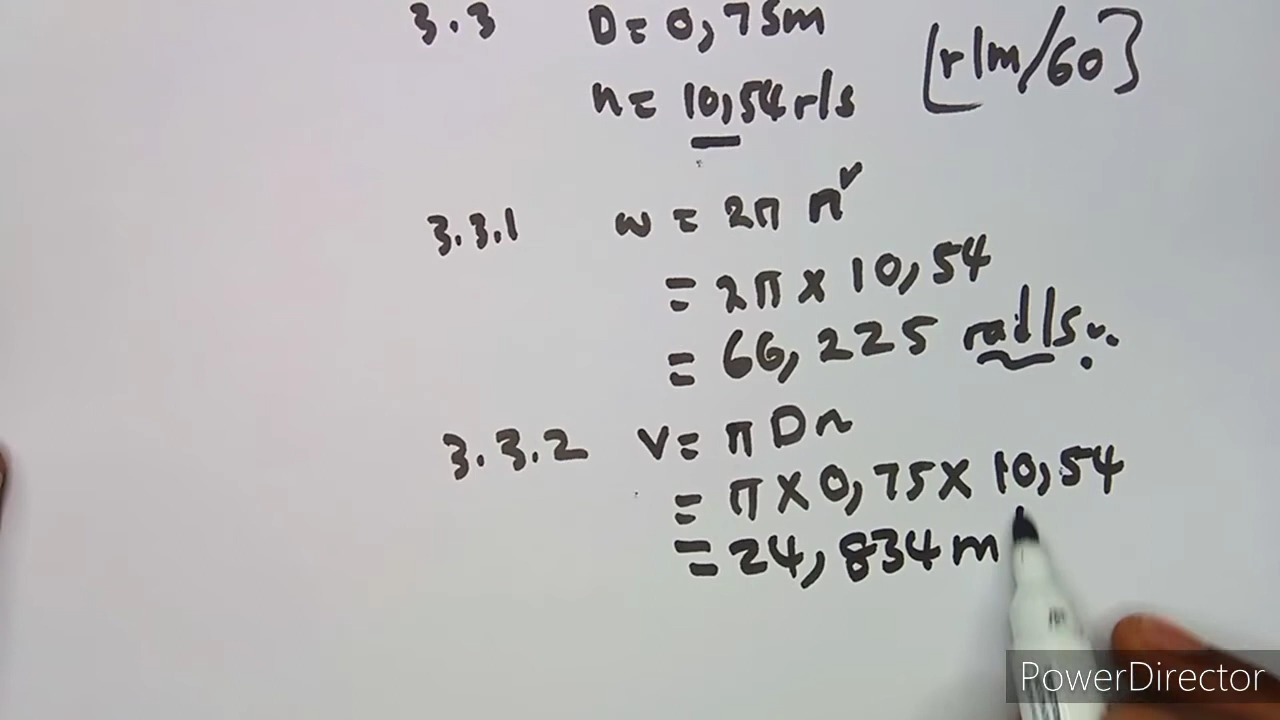 3.3 D = 0,75m
[r/m/60]
n = 10,54 r/s
3.3.1 ω = 2π n
= 2π × 10,54
= 66,225 rad/s
3.3.2 V = π D n
= π × 0,75 × 10,54
= 24,834 m
PowerDirector